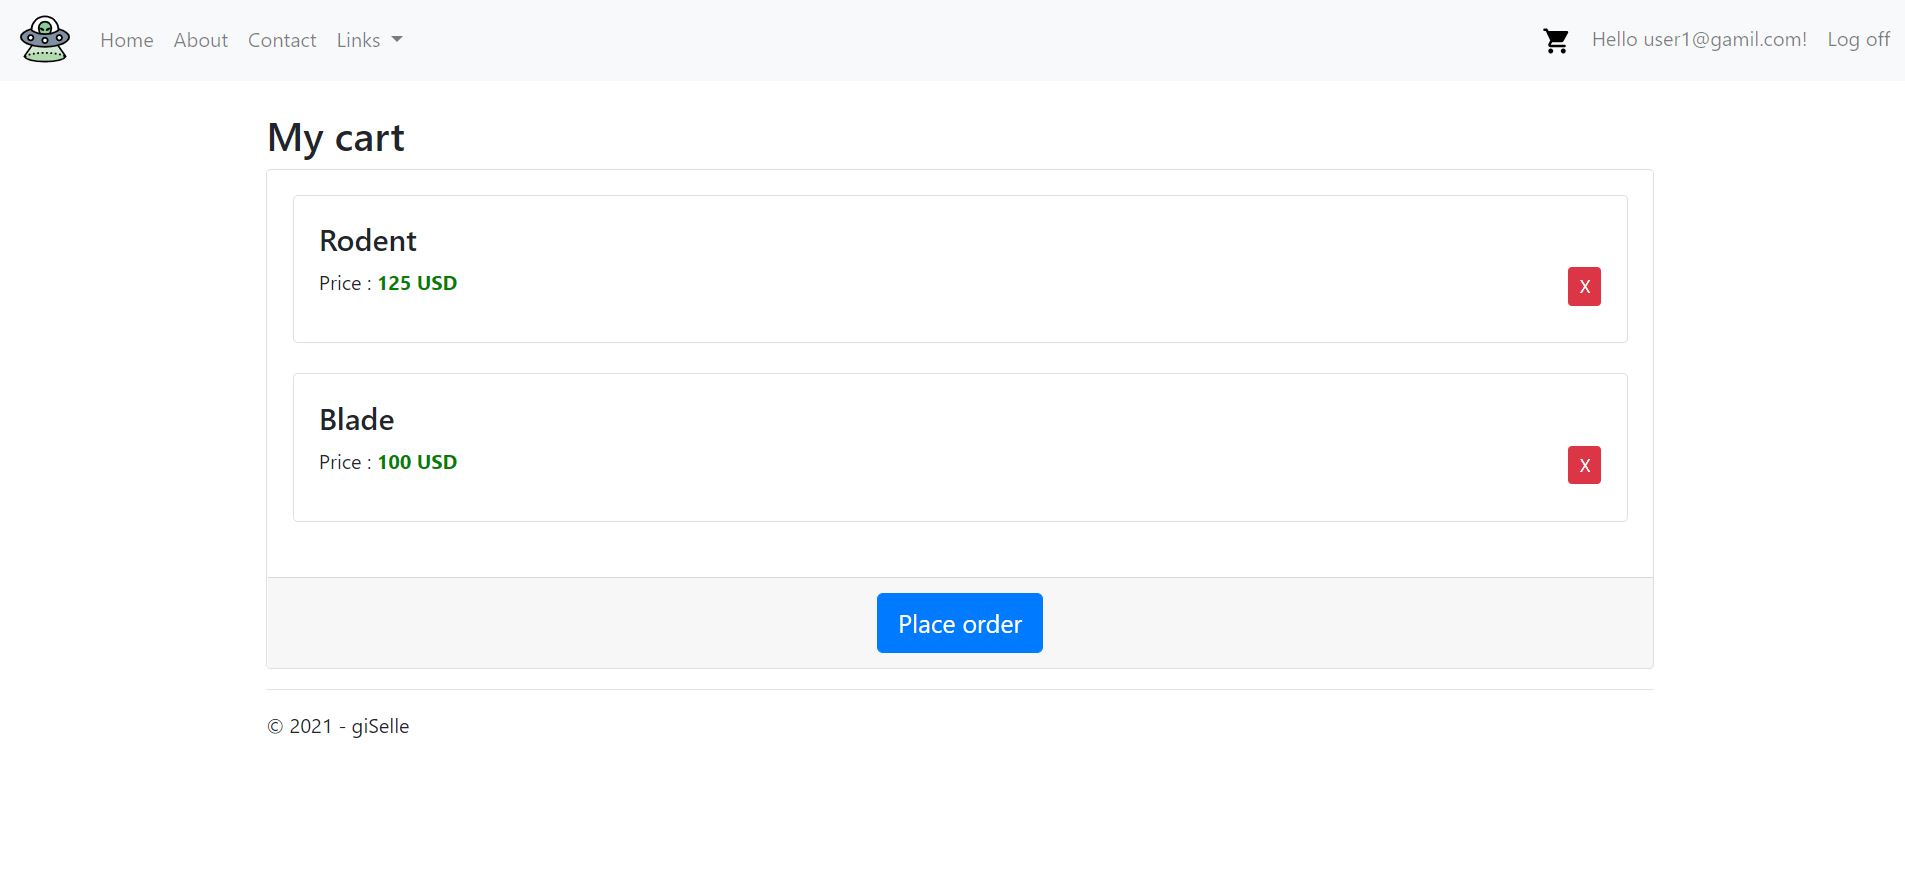 Home About Contact Links Hello user1@gamil.com! Log off
My cart
Rodent
Price : 125 USD
X
Blade
Price : 100 USD
X
Place order
© 2021 - giSelle